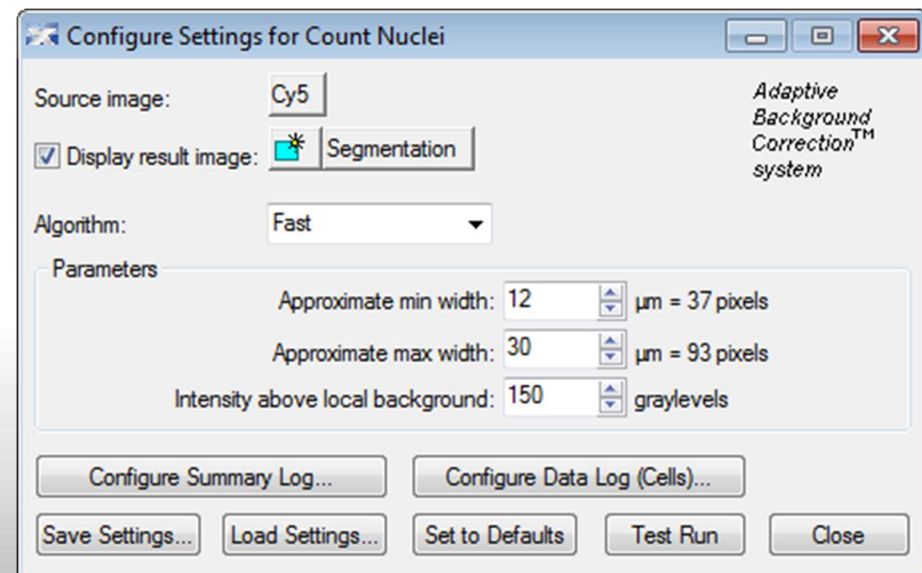 Configure Settings for Count Nuclei
Source image: Cy5
Adaptive
Background
Correction™
system
Display result image: Segmentation
Algorithm: Fast
Parameters
Approximate min width: 12 µm = 37 pixels
Approximate max width: 30 µm = 93 pixels
Intensity above local background: 150 graylevels
Configure Summary Log... Configure Data Log (Cells)...
Save Settings... Load Settings... Set to Defaults Test Run Close